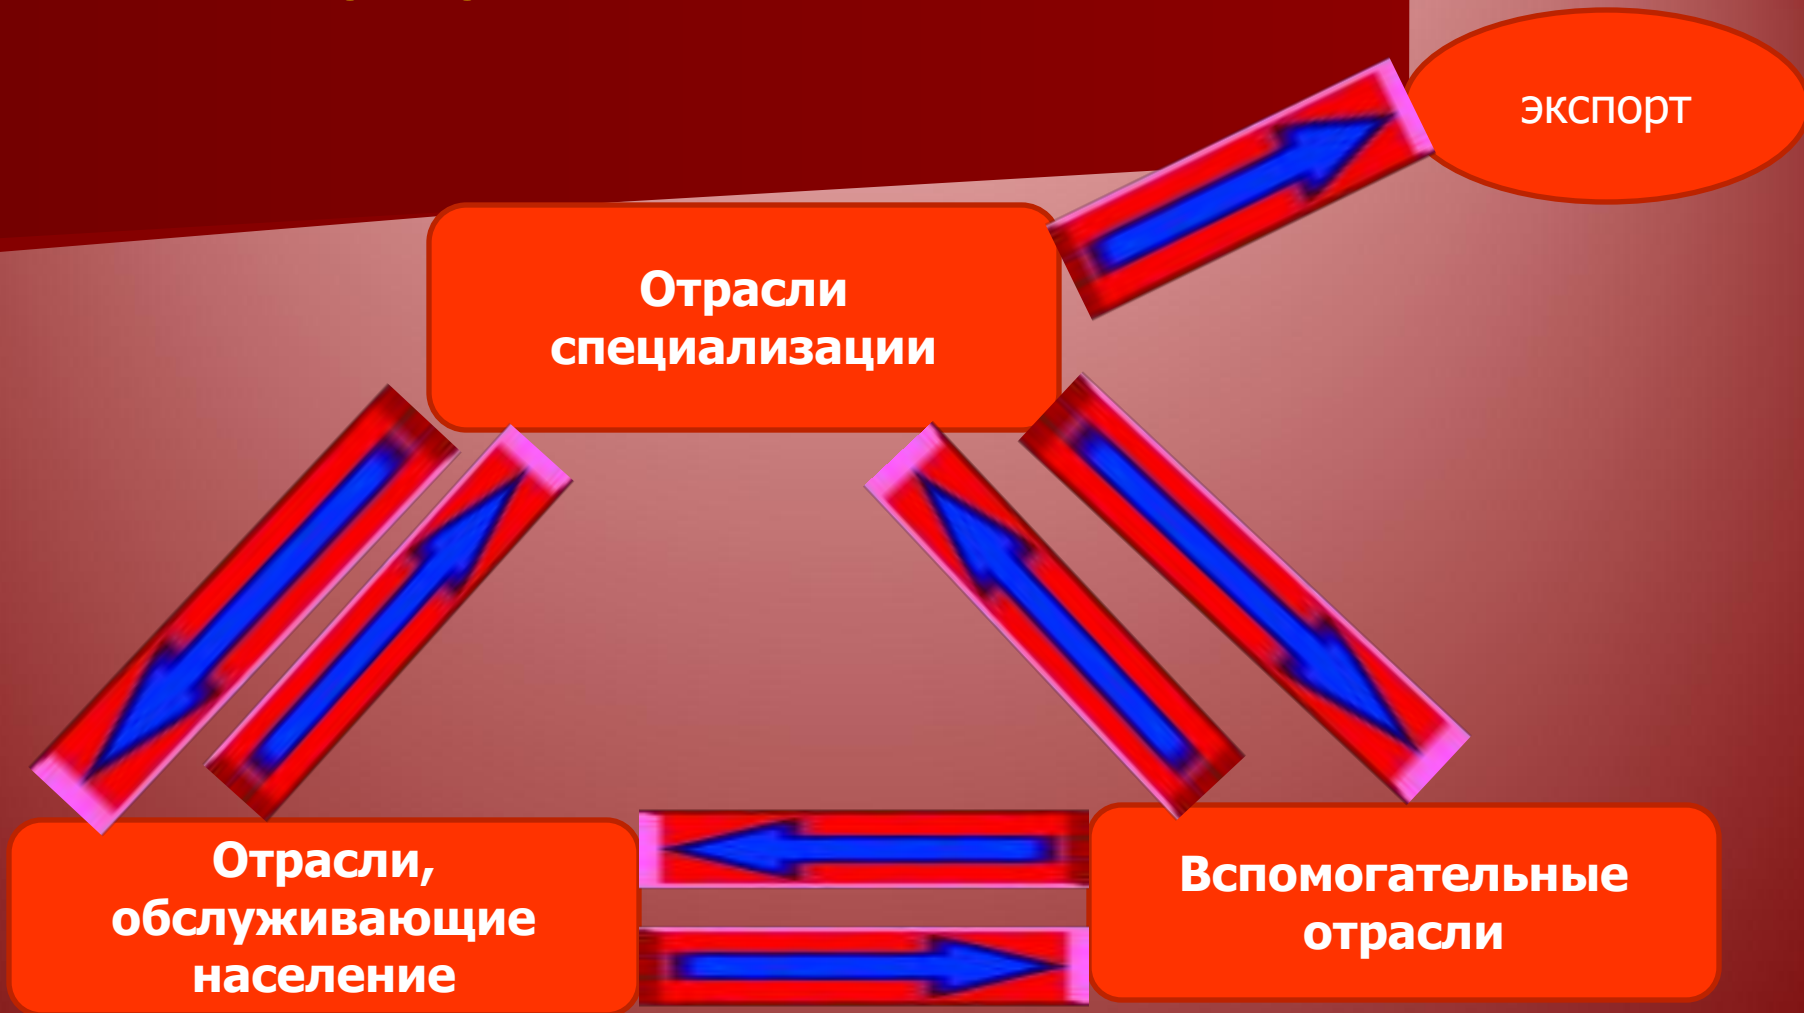 экспорт
Отрасли
специализации
Отрасли,
обслуживающие
население
Вспомогательные
отрасли